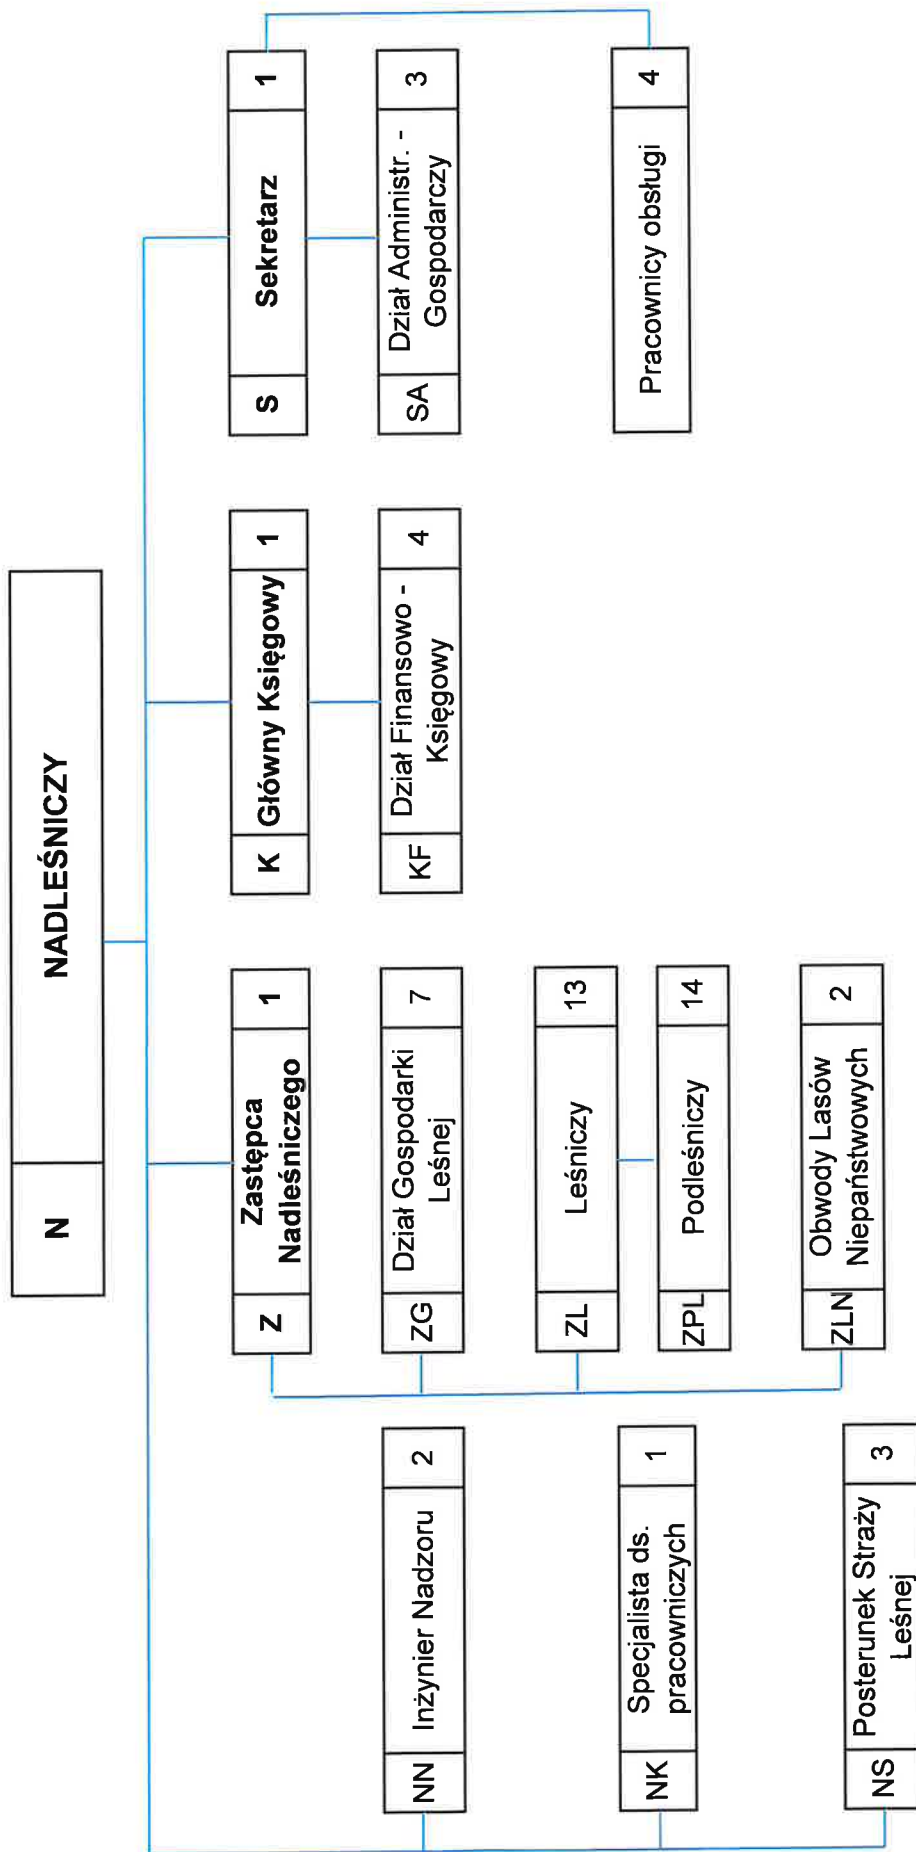 N NADLEŚNICZY
Z Zastępca 1
Nadleśniczego
K Główny Księgowy 1
S Sekretarz 1
NN Inżynier Nadzoru 2
ZG Dział Gospodarki 7
Leśnej
KF Dział Finansowo - 4
Księgowy
SA Dział Administr. - 3
Gospodarczy
ZL Leśniczy 13
NK Specjalista ds. 1
pracowniczych
ZPL Podleśniczy 14
Pracownicy obsługi 4
ZLN Obwody Lasów 2
Niepaństwowych
NS Posterunek Straży 3
Leśnej